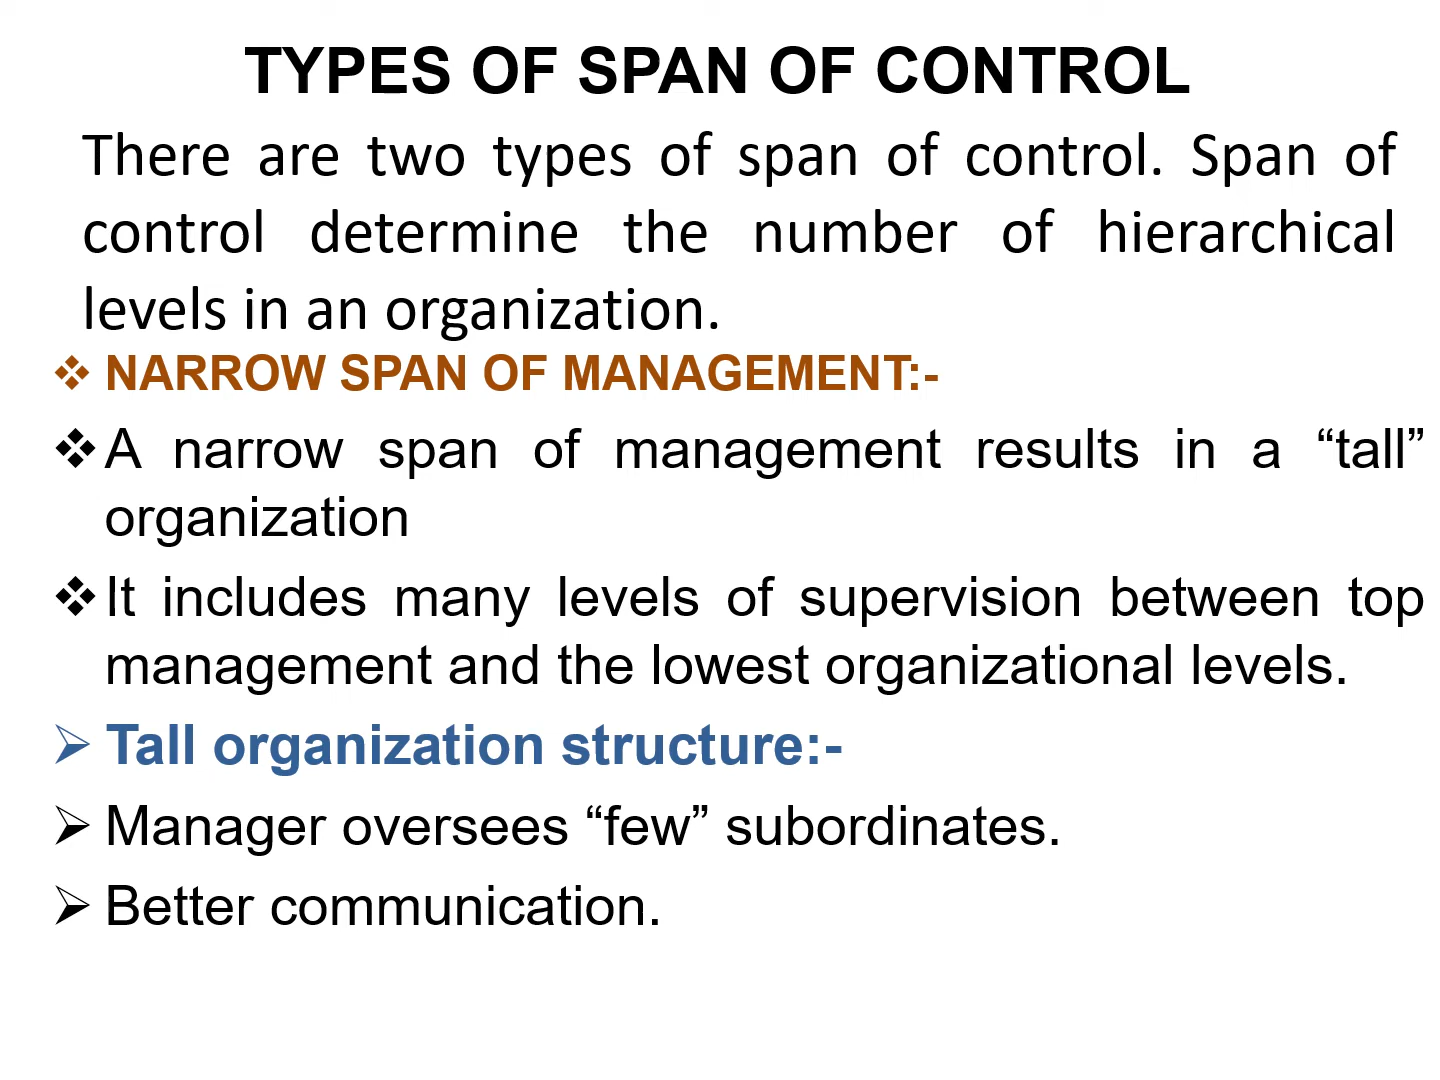 TYPES OF SPAN OF CONTROL
There are two types of span of control. Span of
control determine the number of hierarchical
levels in an organization.
❖ NARROW SPAN OF MANAGEMENT:-
❖A narrow span of management results in a “tall”
organization
❖It includes many levels of supervision between top
management and the lowest organizational levels.
➢ Tall organization structure:-
➢ Manager oversees “few” subordinates.
➢ Better communication.